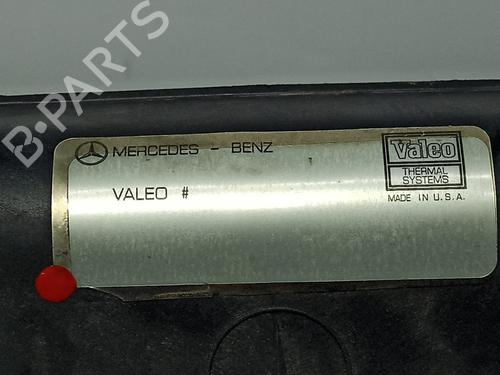 B-PARTS
MERCEDES - BENZ
VALEO #
Valeo
THERMAL
SYSTEMS
MADE IN U.S.A.